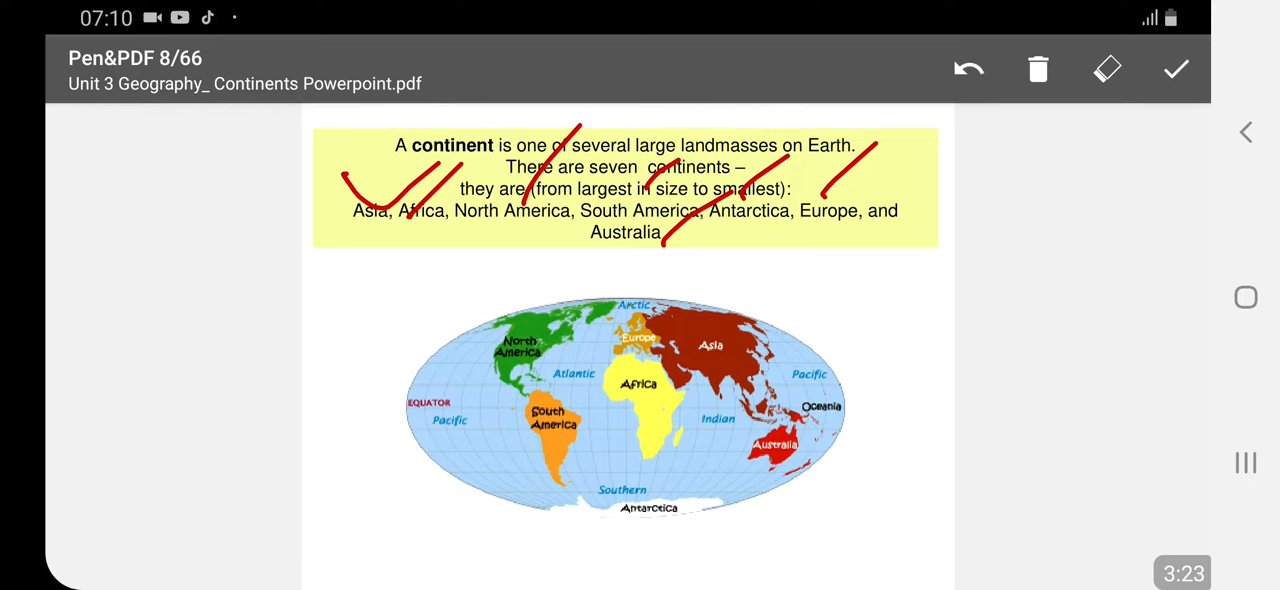 07:10
Pen&PDF 8/66
Unit 3 Geography_ Continents Powerpoint.pdf
A continent is one of several large landmasses on Earth.
There are seven continents –
they are (from largest in size to smallest):
Asia, Africa, North America, South America, Antarctica, Europe, and
Australia
Arctic
North
America
Europe
Asia
Atlantic
Pacific
Africa
EQUATOR
Oceania
Pacific
South
America
Indian
Australia
Southern
Antarctica
3:23